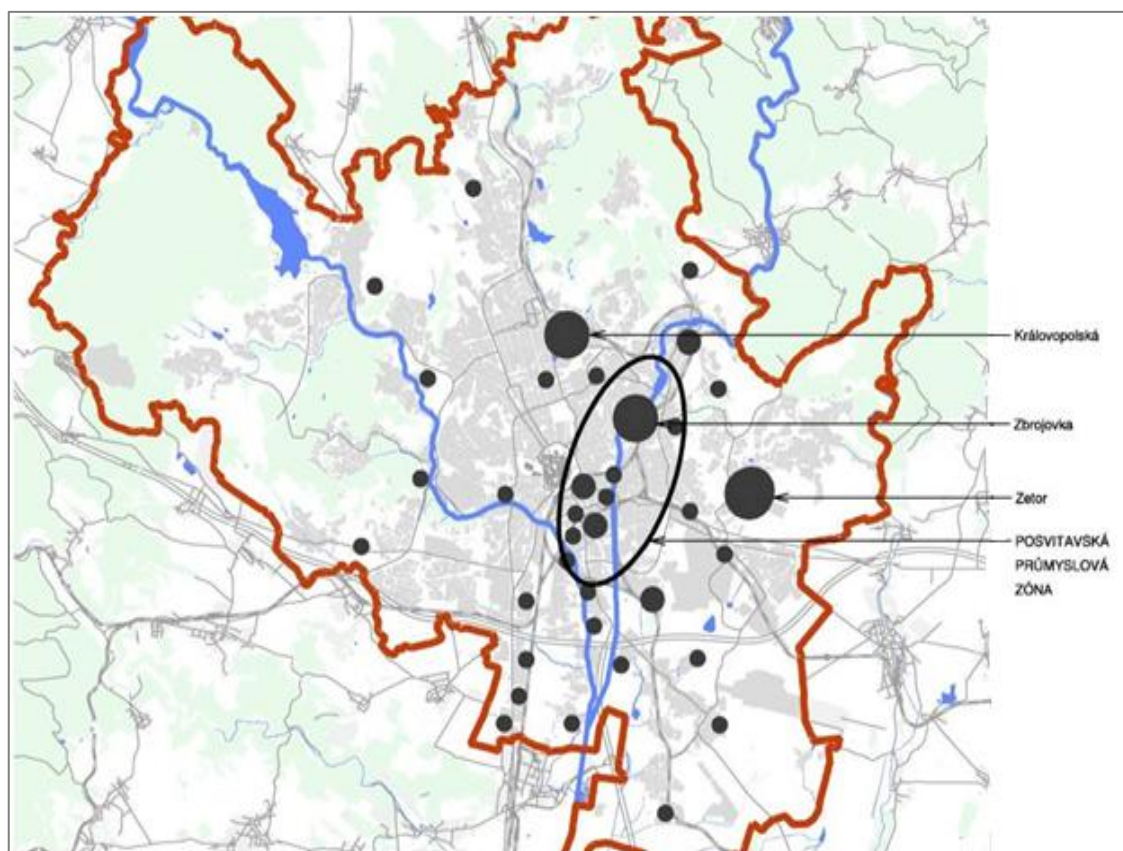 Královopolská
Zbrojovka
Zetor
POSVITAVSKÁ
PRŮMYSLOVÁ
ZÓNA